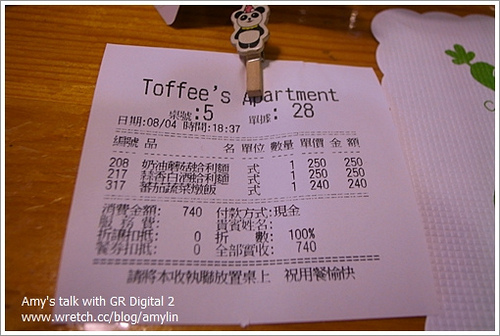 Toffee's Apartment
桌號:5 單據: 28
日期:08/04 時間:18:37
編號 品 名 單位 數量 單價 金 額
208 奶油蘑菇蛤利麵 式 1 250 250
217 蒜香白酒蛤利麵 式 1 250 250
317 蕃茄蔬菜燉飯 式 1 240 240
消費金額: 740 付款方式:現金
服 務 費: 貴賓姓名:
折讓扣抵: 0 折 數: 100%
餐券扣抵: 0 全部實收: 740
請將本收執聯放置桌上 祝用餐愉快
Amy's talk with GR Digital 2
www.wretch.cc/blog/amylin